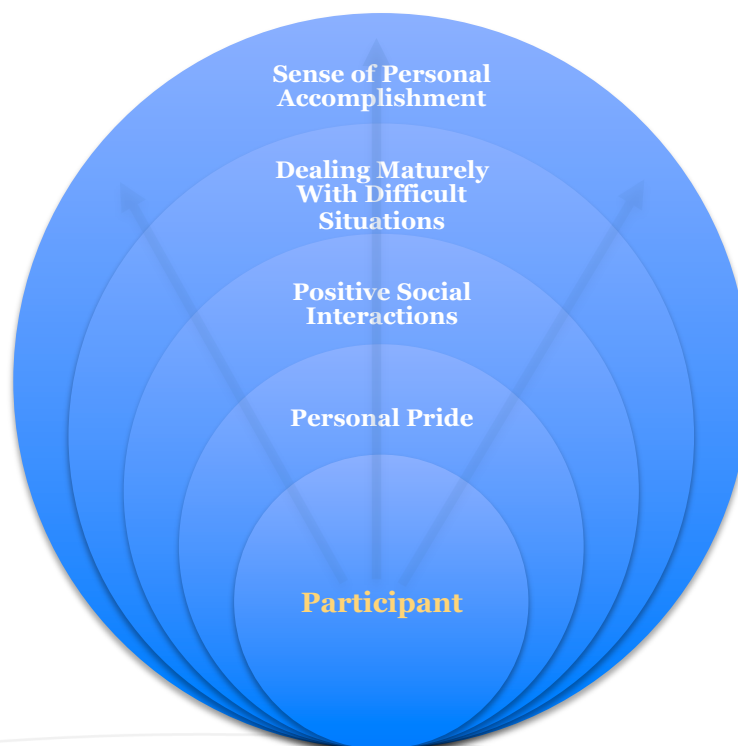 Sense of Personal
Accomplishment
Dealing Maturely
With Difficult
Situations
Positive Social
Interactions
Personal Pride
Participant